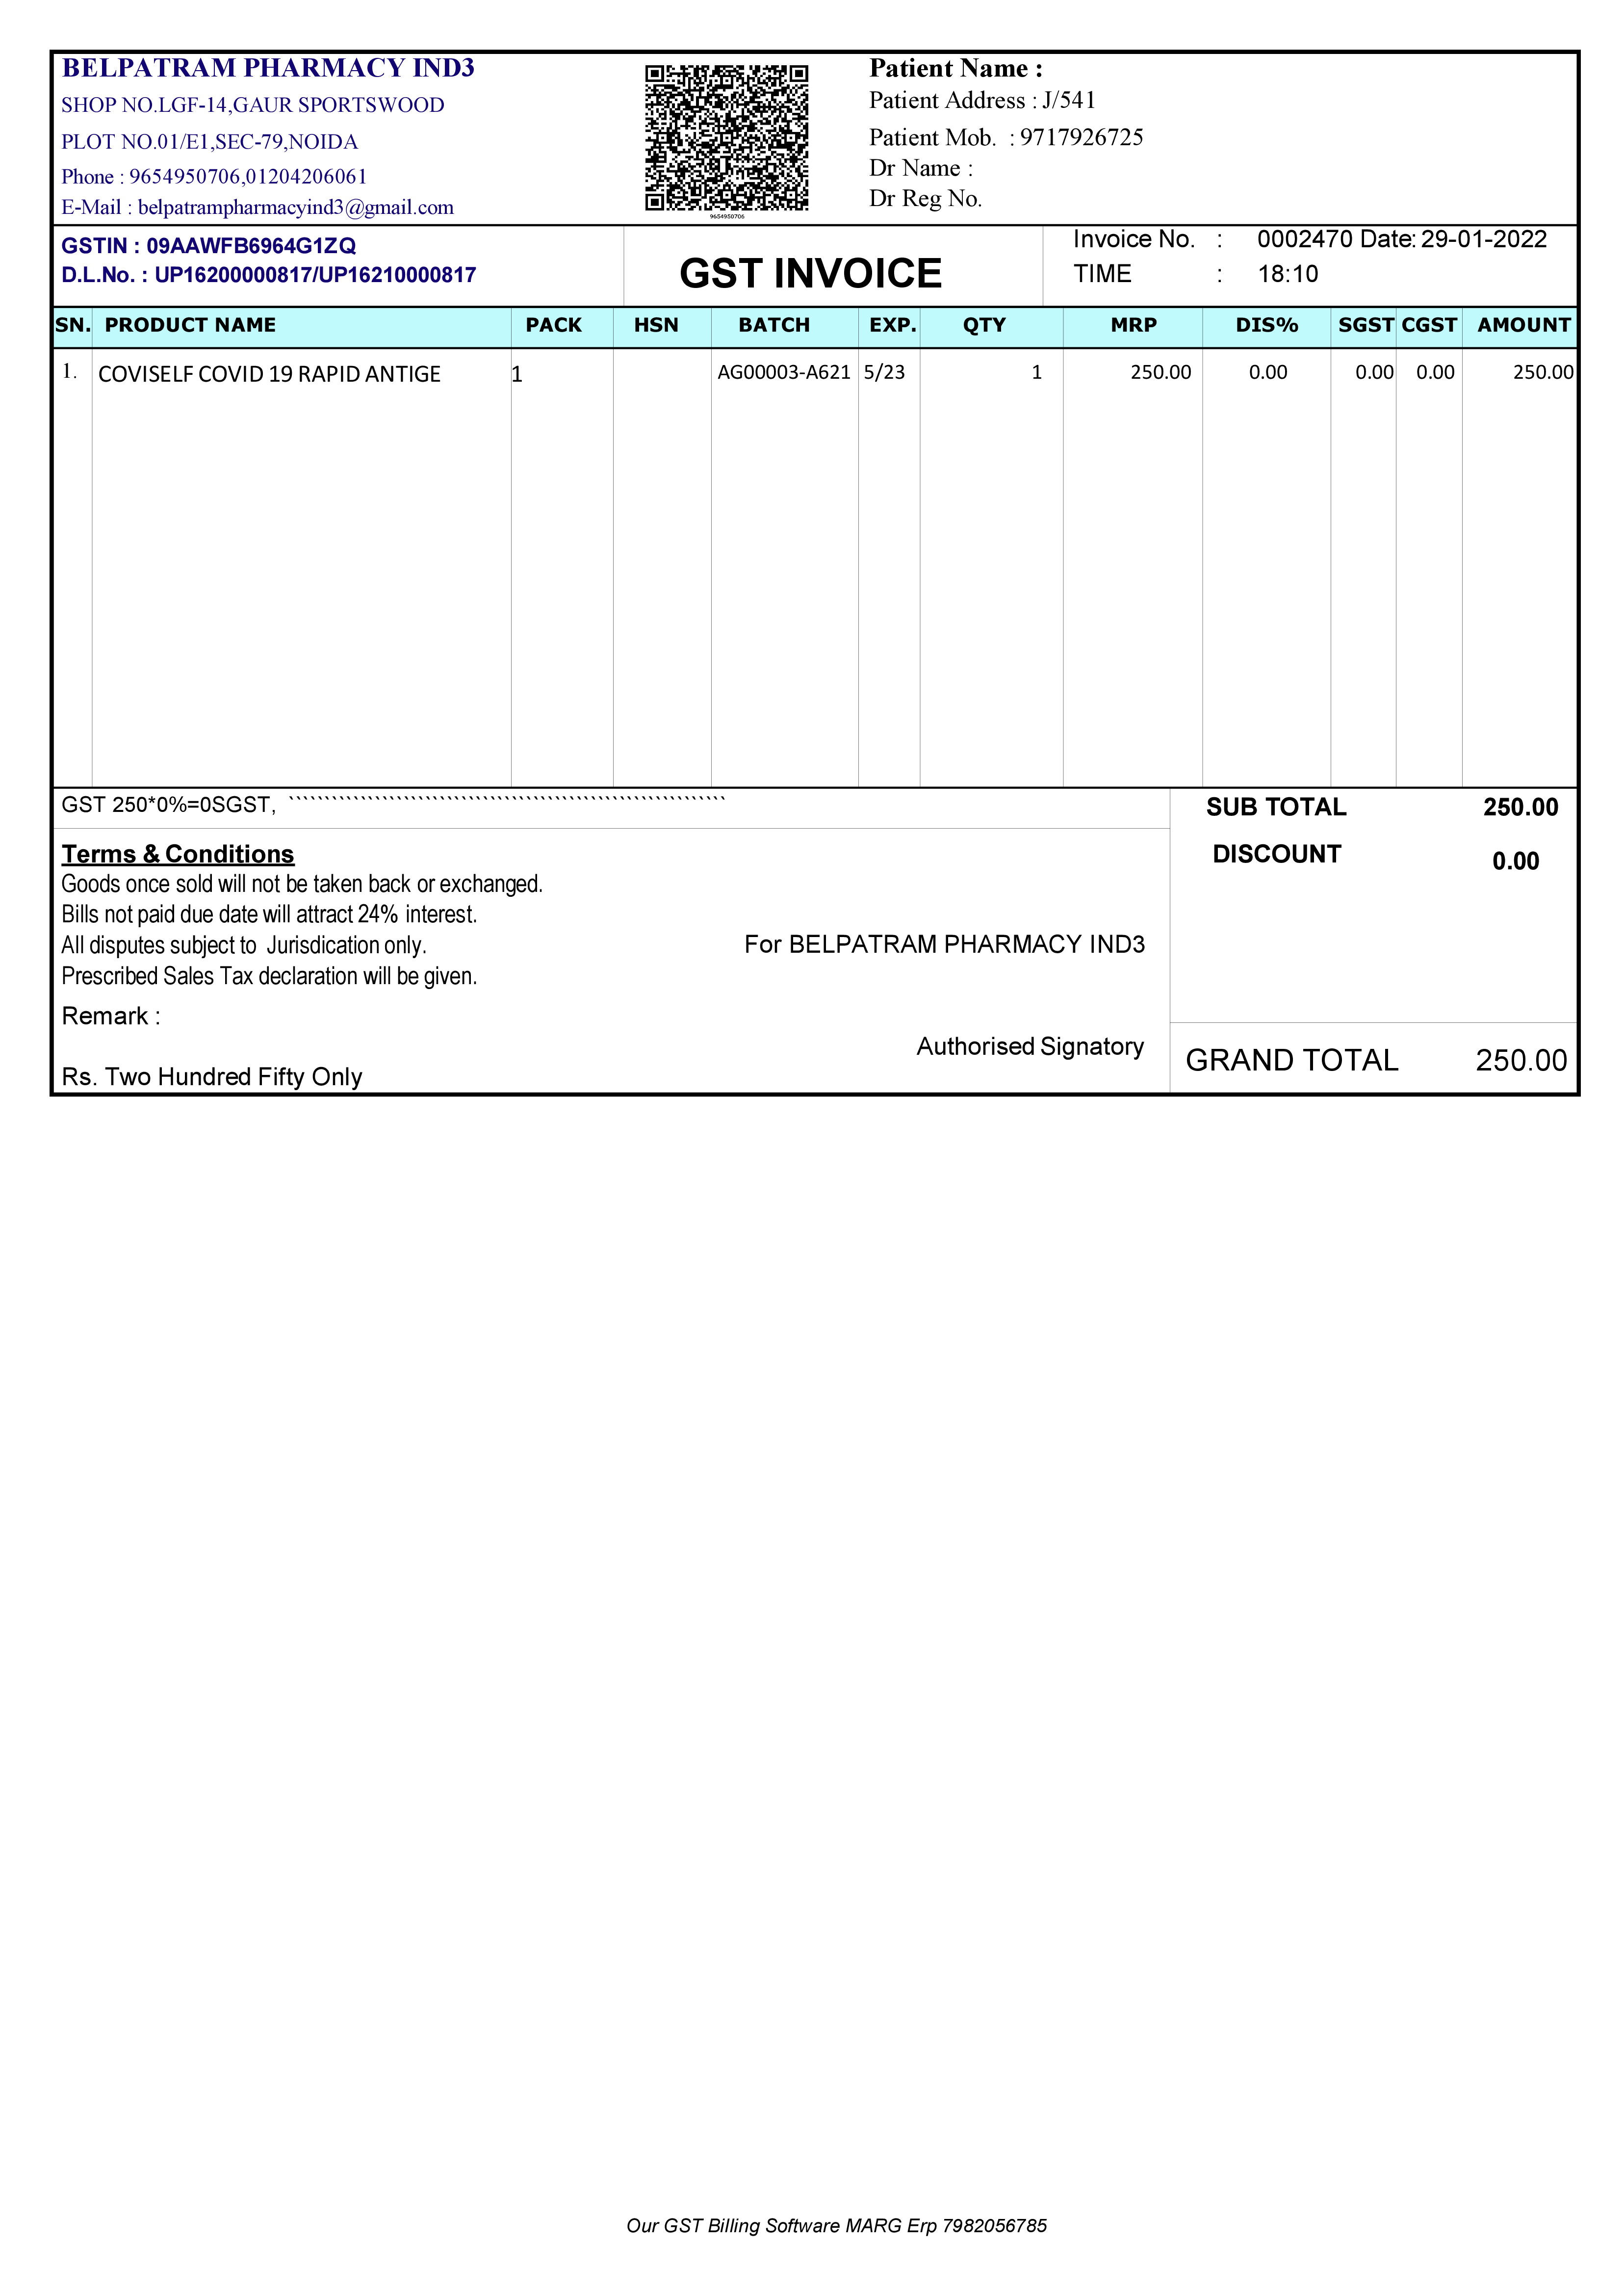 BELPATRAM PHARMACY IND3
SHOP NO.LGF-14,GAUR SPORTSWOOD
PLOT NO.01/E1,SEC-79,NOIDA
Phone : 9654950706,01204206061
E-Mail : belpatrampharmacyind3@gmail.com
9654950706
Patient Name :
Patient Address : J/541
Patient Mob. : 9717926725
Dr Name :
Dr Reg No.
GSTIN : 09AAWFB6964G1ZQ
D.L.No. : UP16200000817/UP16210000817
GST INVOICE
Invoice No. : 0002470 Date: 29-01-2022
TIME : 18:10
SN. PRODUCT NAME PACK HSN BATCH EXP. QTY MRP DIS% SGST CGST AMOUNT
1. COVISELF COVID 19 RAPID ANTIGE 1 AG00003-A621 5/23 1 250.00 0.00 0.00 0.00 250.00
GST 250*0%=0SGST, `````````````````````````````````````````````````````````````
SUB TOTAL 250.00
DISCOUNT 0.00
Terms & Conditions
Goods once sold will not be taken back or exchanged.
Bills not paid due date will attract 24% interest.
All disputes subject to Jurisdication only.
Prescribed Sales Tax declaration will be given.
For BELPATRAM PHARMACY IND3
Remark :
Authorised Signatory
Rs. Two Hundred Fifty Only
GRAND TOTAL 250.00
Our GST Billing Software MARG Erp 7982056785